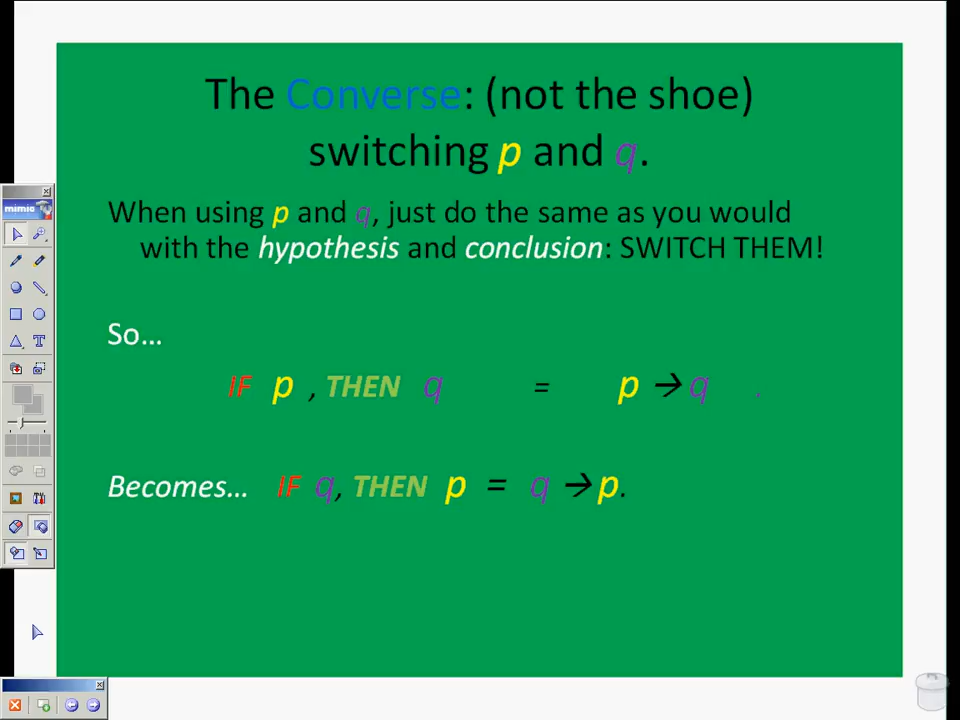 The Converse: (not the shoe)
switching p and q.
When using p and q, just do the same as you would
with the hypothesis and conclusion: SWITCH THEM!
So…
IF p , THEN q = p → q .
Becomes… IF q, THEN p = q → p.
mimio